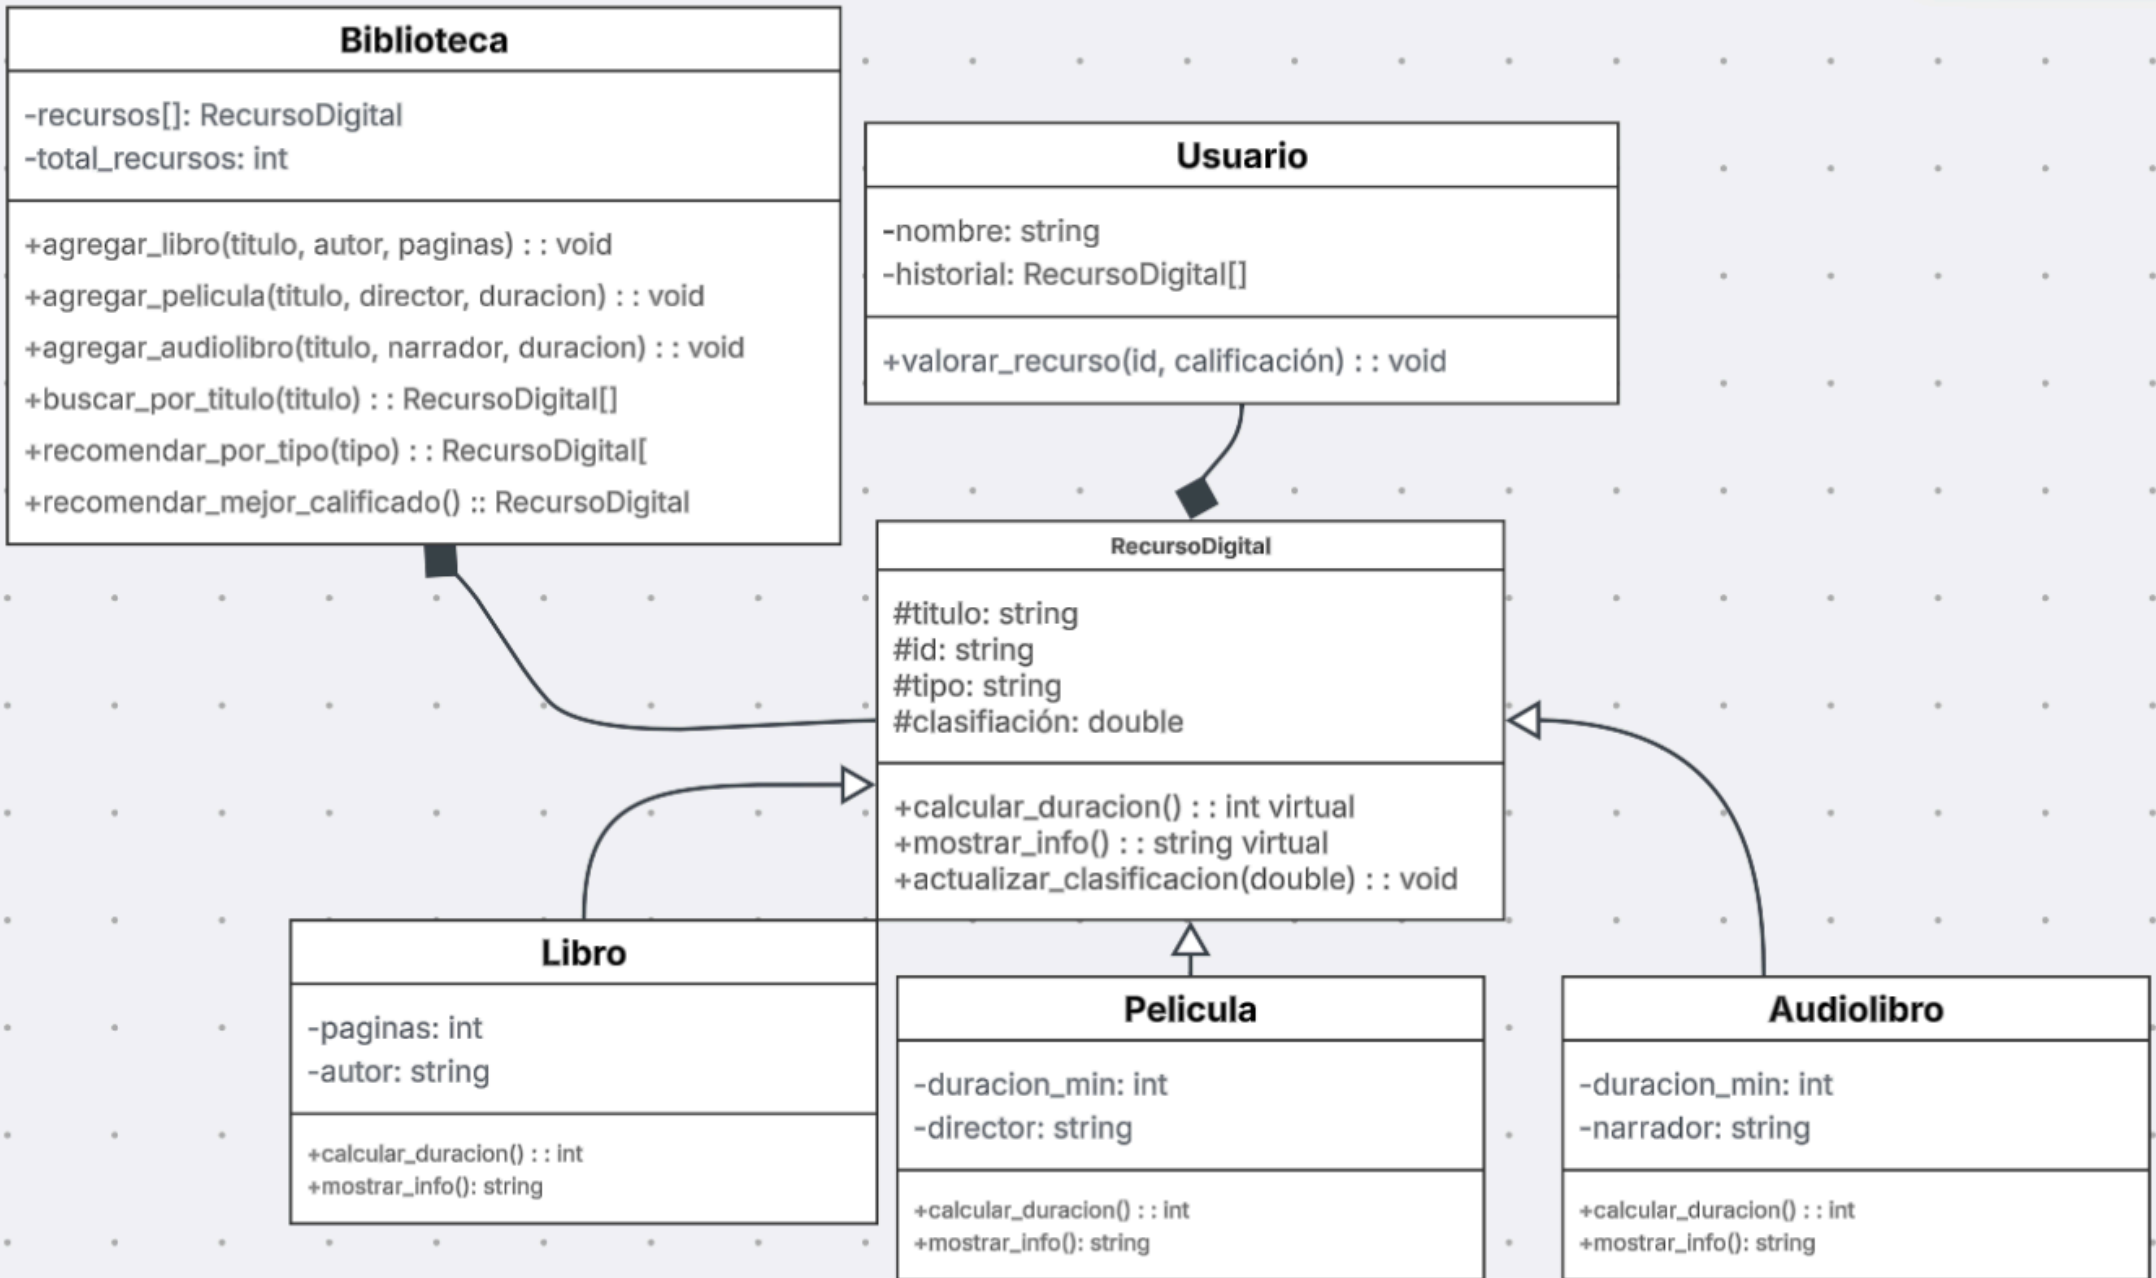 Biblioteca
-recursos[]: RecursoDigital
-total_recursos: int
+agregar_libro(titulo, autor, paginas) : : void
+agregar_pelicula(titulo, director, duracion) : : void
+agregar_audiolibro(titulo, narrador, duracion) : : void
+buscar_por_titulo(titulo) : : RecursoDigital[]
+recomendar_por_tipo(tipo) : : RecursoDigital[
+recomendar_mejor_calificado() :: RecursoDigital
Usuario
-nombre: string
-historial: RecursoDigital[]
+valorar_recurso(id, calificación) : : void
RecursoDigital
#titulo: string
#id: string
#tipo: string
#clasifiación: double
+calcular_duracion() : : int virtual
+mostrar_info() : : string virtual
+actualizar_clasificacion(double) : : void
Libro
-paginas: int
-autor: string
+calcular_duracion() : : int
+mostrar_info(): string
Pelicula
-duracion_min: int
-director: string
+calcular_duracion() : : int
+mostrar_info(): string
Audiolibro
-duracion_min: int
-narrador: string
+calcular_duracion() : : int
+mostrar_info(): string